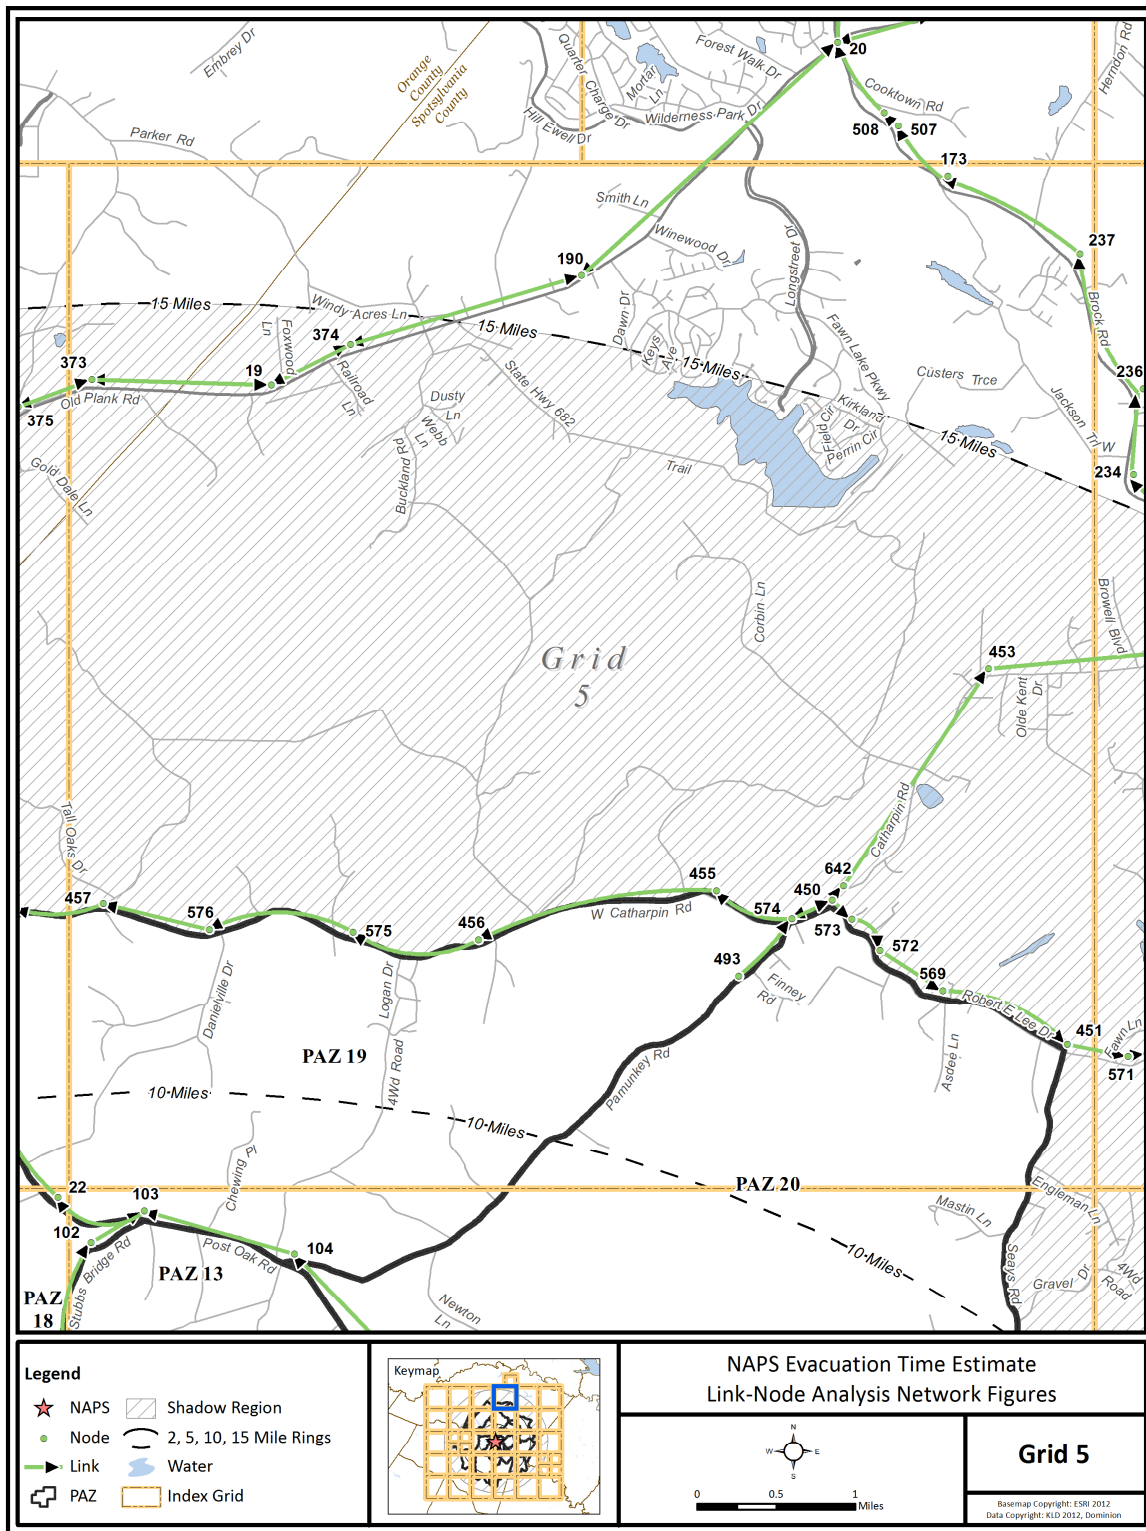 Embrey Dr
Orange
County
Spotsylvania
County
Parker Rd
Quarter Charge Dr
Mortar
Ln
Forest Walk Dr
Hill Ewell Dr
Wilderness Park Dr
20
Cooktown Rd
508
507
173
Herndon Rd
Smith Ln
Winewood Dr
190
Longstreet Dr
237
Brock Rd
15 Miles
Windy Acres Ln
15 Miles
Foxwood
Ln
374
Dawn Dr
Keys
Ave
15 Miles
Fawn Lake Pkwy
373
19
Railroad
Ln
State Hwy 682
Custers Trce
236
375
Old Plank Rd
Dusty
Ln
Webb
Ln
Buckland Rd
Kirkland
Dr
Field Cir
Perrin Cir
Jackson Trl W
15 Miles
Gold Dale Ln
Trail
234
Corbin Ln
Browell Blvd
Grid
5
453
Olde Kent
Dr
Tall Oaks Dr
Catharpin Rd
457
576
575
456
455
W Catharpin Rd
574
450
642
573
572
493
569
Finney
Rd
Robert E Lee Dr
451
Fawn Ln
571
Danielville Dr
Logan Dr
PAZ 19
4Wd Road
Pamunkey Rd
Asdee Ln
10 Miles
10 Miles
Chewing Pl
PAZ 20
22
103
102
Stubbs Bridge Rd
Post Oak Rd
104
PAZ 13
PAZ
18
Newton
Ln
10 Miles
Mastin Ln
Engleman Ln
Seays Rd
Gravel Dr
4Wd
Road
Legend
NAPS
Shadow Region
Node
2, 5, 10, 15 Mile Rings
Link
Water
PAZ
Index Grid
Keymap
NAPS Evacuation Time Estimate
Link-Node Analysis Network Figures
N
W
E
S
0
0.5
1
Miles
Grid 5
Basemap Copyright: ESRI 2012
Data Copyright: KLD 2012, Dominion